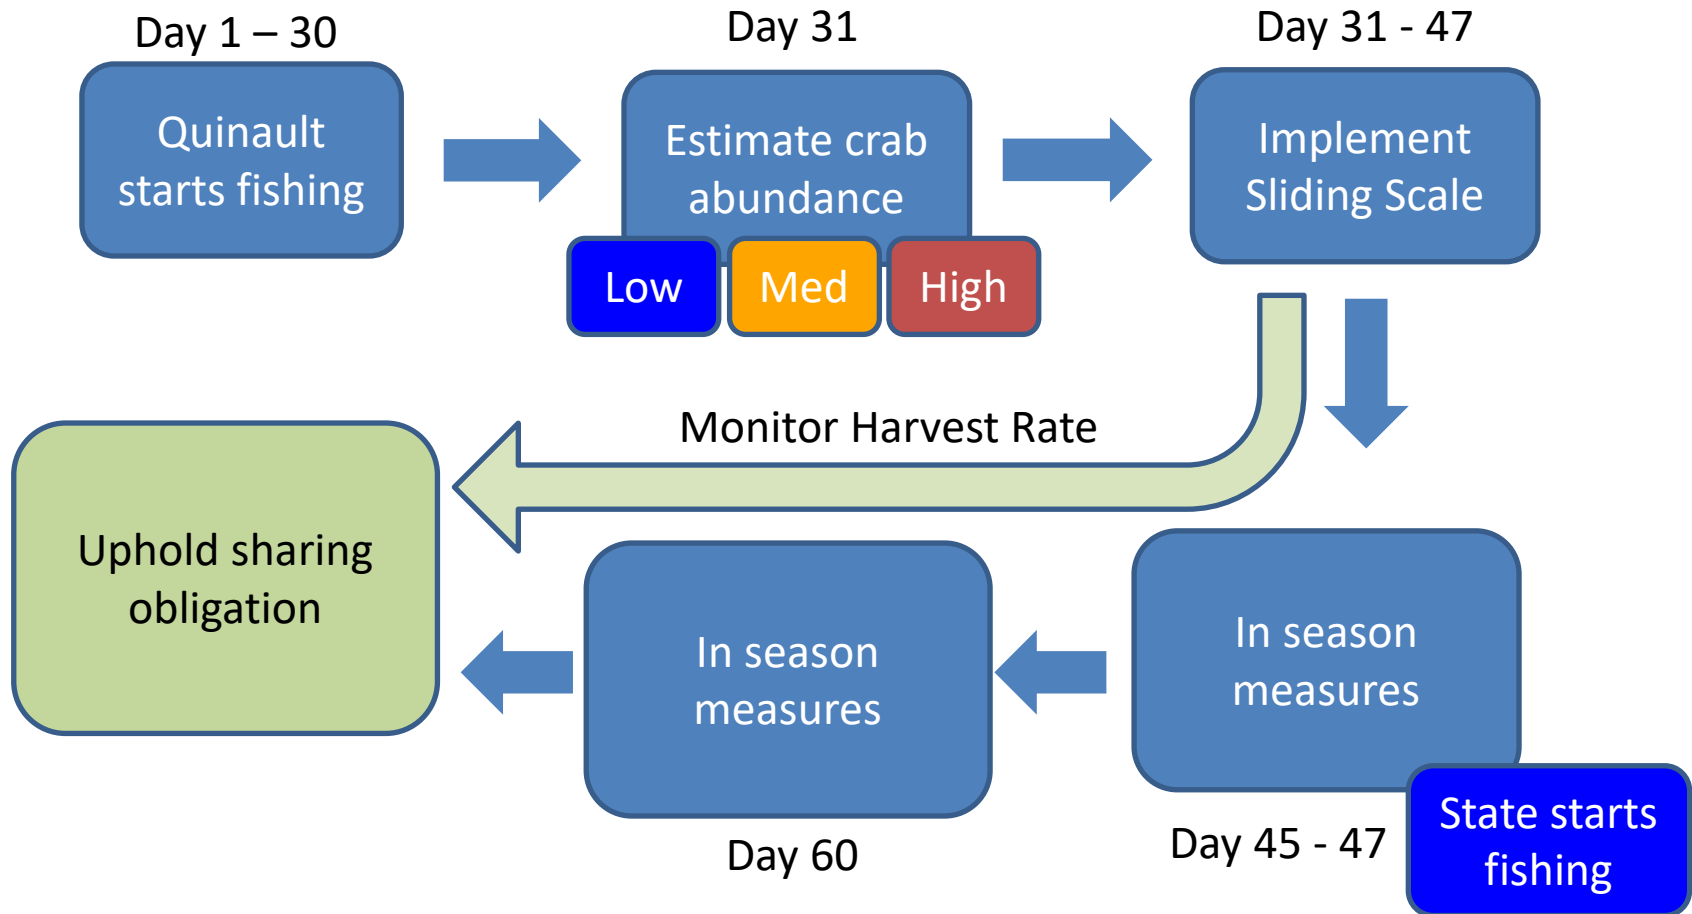 Day 1 – 30
Quinault
starts fishing
Day 31
Estimate crab
abundance
Low
Med
High
Day 31 - 47
Implement
Sliding Scale
Monitor Harvest Rate
In season
measures
Day 45 - 47
State starts
fishing
In season
measures
Day 60
Uphold sharing
obligation